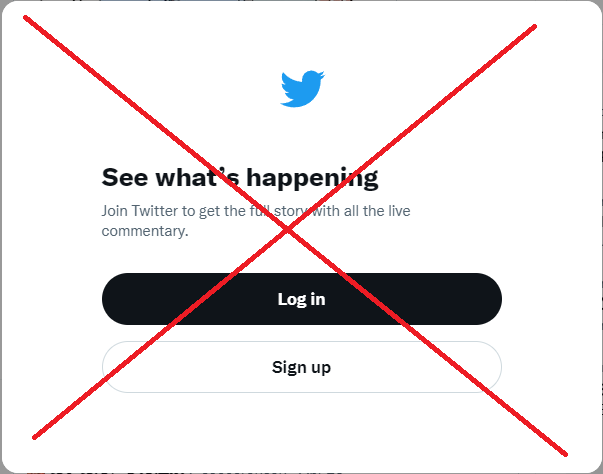 See what's happening
Join Twitter to get the full story with all the live
commentary.
Log in
Sign up